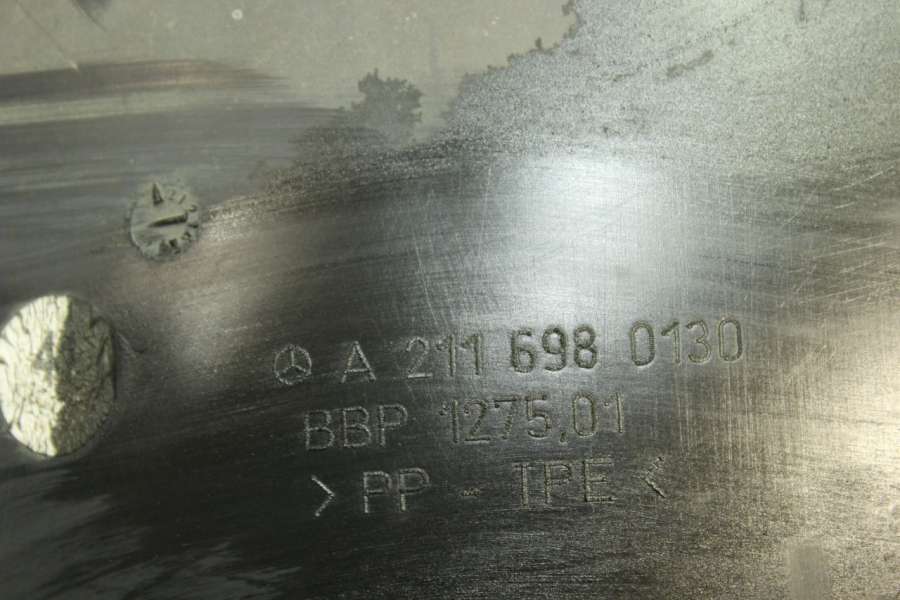 A 211 698 0130
BBP 1275,01
>PP - TPE<